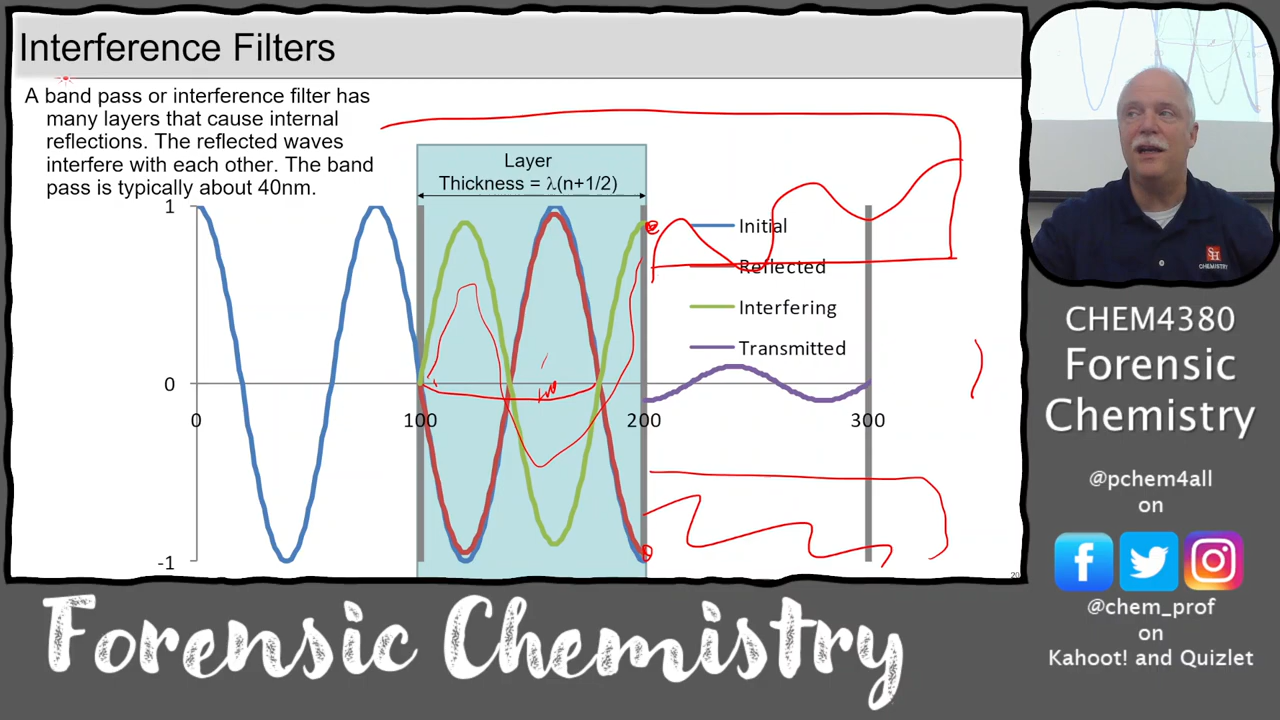 Interference Filters
A band pass or interference filter has
many layers that cause internal
reflections. The reflected waves
interfere with each other. The band
pass is typically about 40nm.
Layer
Thickness = λ(n+1/2)
1
0
-1
0
100
200
300
Initial
Reflected
Interfering
Transmitted
20
SH
CHEMISTRY
CHEM4380
Forensic
Chemistry
@pchem4all
on
@chem_prof
on
Kahoot! and Quizlet
Forensic Chemistry